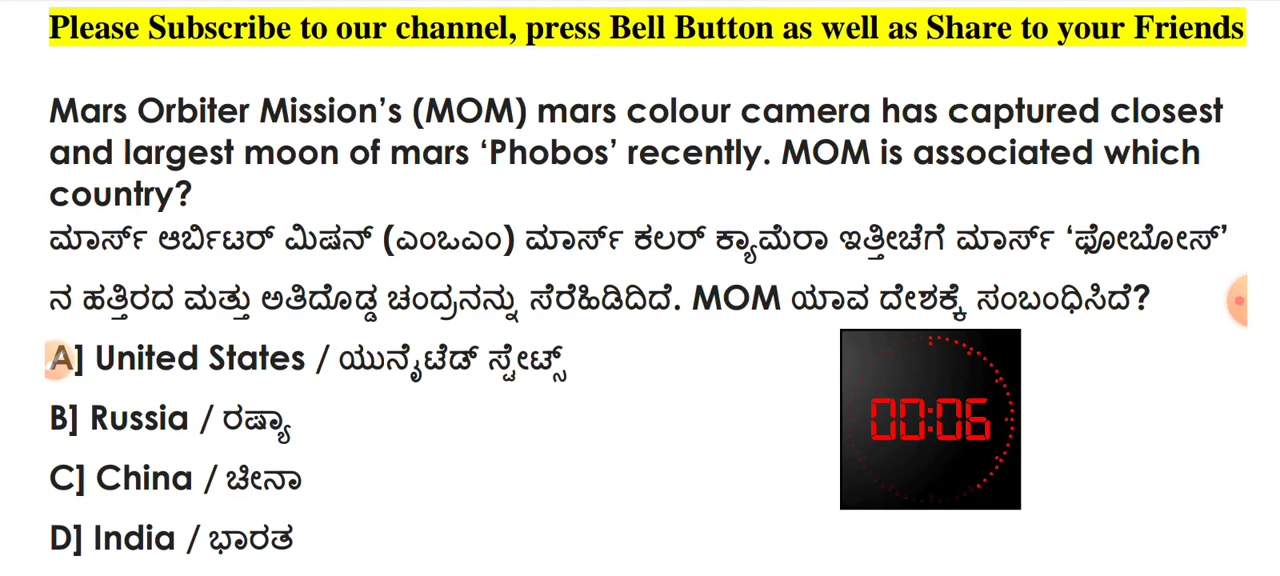 Please Subscribe to our channel, press Bell Button as well as Share to your Friends
Mars Orbiter Mission’s (MOM) mars colour camera has captured closest
and largest moon of mars ‘Phobos’ recently. MOM is associated which
country?
ಮಾರ್ಸ್ ಆರ್ಬಿಟರ್ ಮಿಷನ್ (ಎಂಒಎಂ) ಮಾರ್ಸ್ ಕಲರ್ ಕ್ಯಾಮೆರಾ ಇತ್ತೀಚೆಗೆ ಮಾರ್ಸ್ ‘ಫೋಬೋಸ್’
ನ ಹತ್ತಿರದ ಮತ್ತು ಅತಿದೊಡ್ಡ ಚಂದ್ರನನ್ನು ಸೆರೆಹಿಡಿದಿದೆ. MOM ಯಾವ ದೇಶಕ್ಕೆ ಸಂಬಂಧಿಸಿದೆ?
A] United States / ಯುನೈಟೆಡ್ ಸ್ಟೇಟ್ಸ್
B] Russia / ರಷ್ಯಾ
C] China / ಚೀನಾ
D] India / ಭಾರತ
00:06